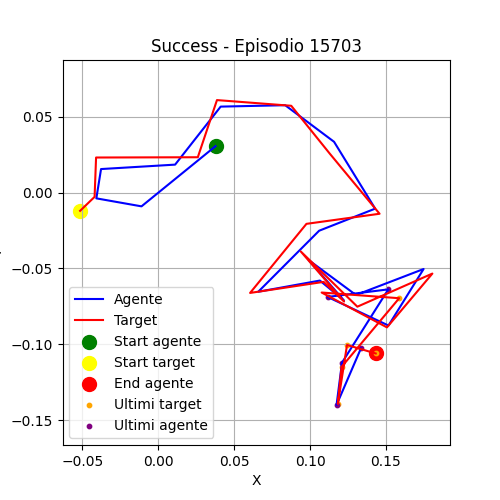 Success - Episodio 15703
0.05
0.00
−0.05
−0.10
−0.15
Agente
Target
Start agente
Start target
End agente
Ultimi target
Ultimi agente
−0.05 0.00 0.05 0.10 0.15
X